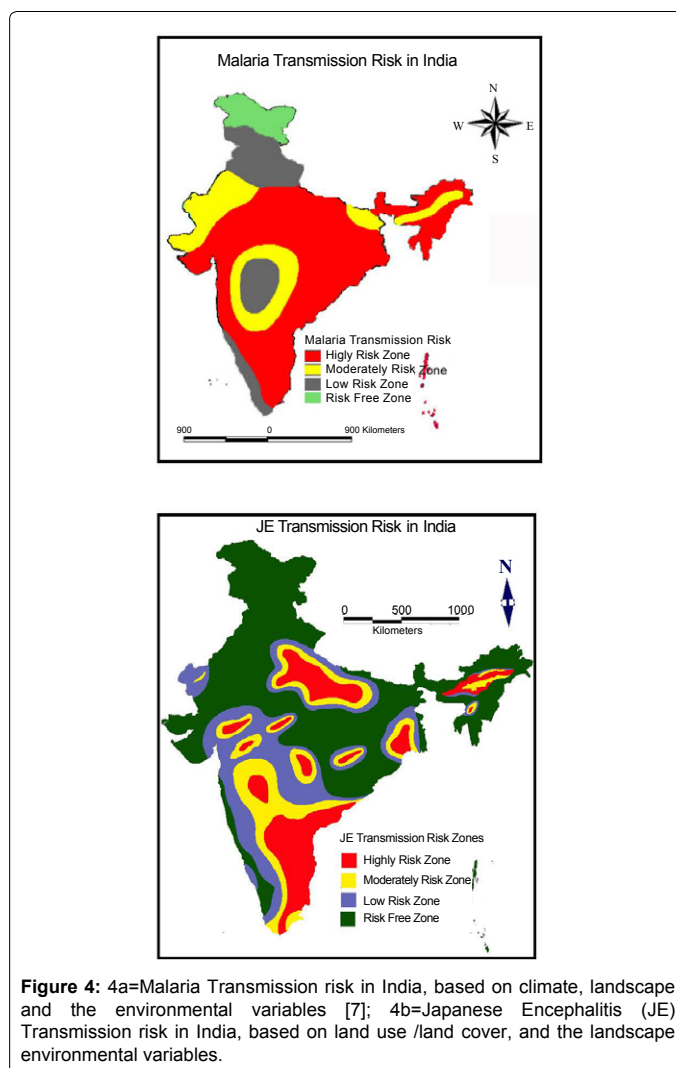 Malaria Transmission Risk in India
N
W E
S
Malaria Transmission Risk
Higly Risk Zone
Moderately Risk Zone
Low Risk Zone
Risk Free Zone
900 0 900 Kilometers
JE Transmission Risk in India
N
0 500 1000
Kilometers
JE Transmission Risk Zones
Highly Risk Zone
Moderately Risk Zone
Low Risk Zone
Risk Free Zone
Figure 4: 4a=Malaria Transmission risk in India, based on climate, landscape
and the environmental variables [7]; 4b=Japanese Encephalitis (JE)
Transmission risk in India, based on land use /land cover, and the landscape
environmental variables.